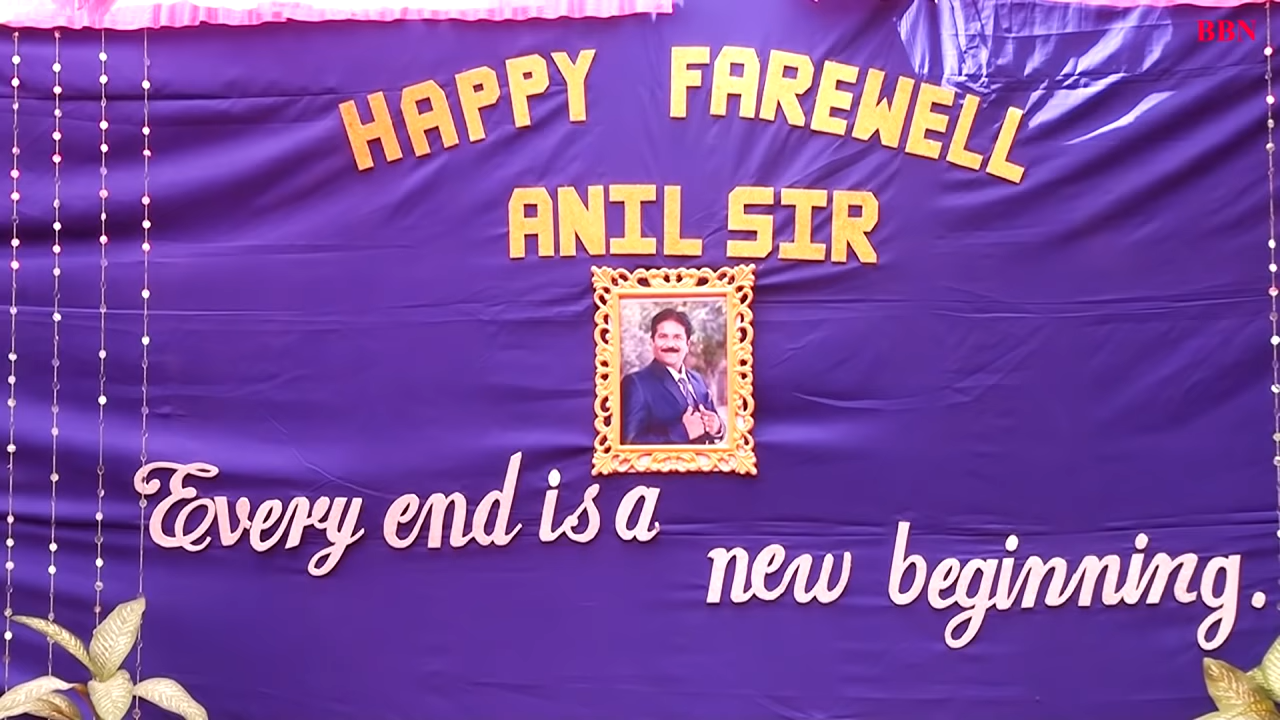 BBN
HAPPY FAREWELL
ANIL SIR
Every end is a
new beginning.